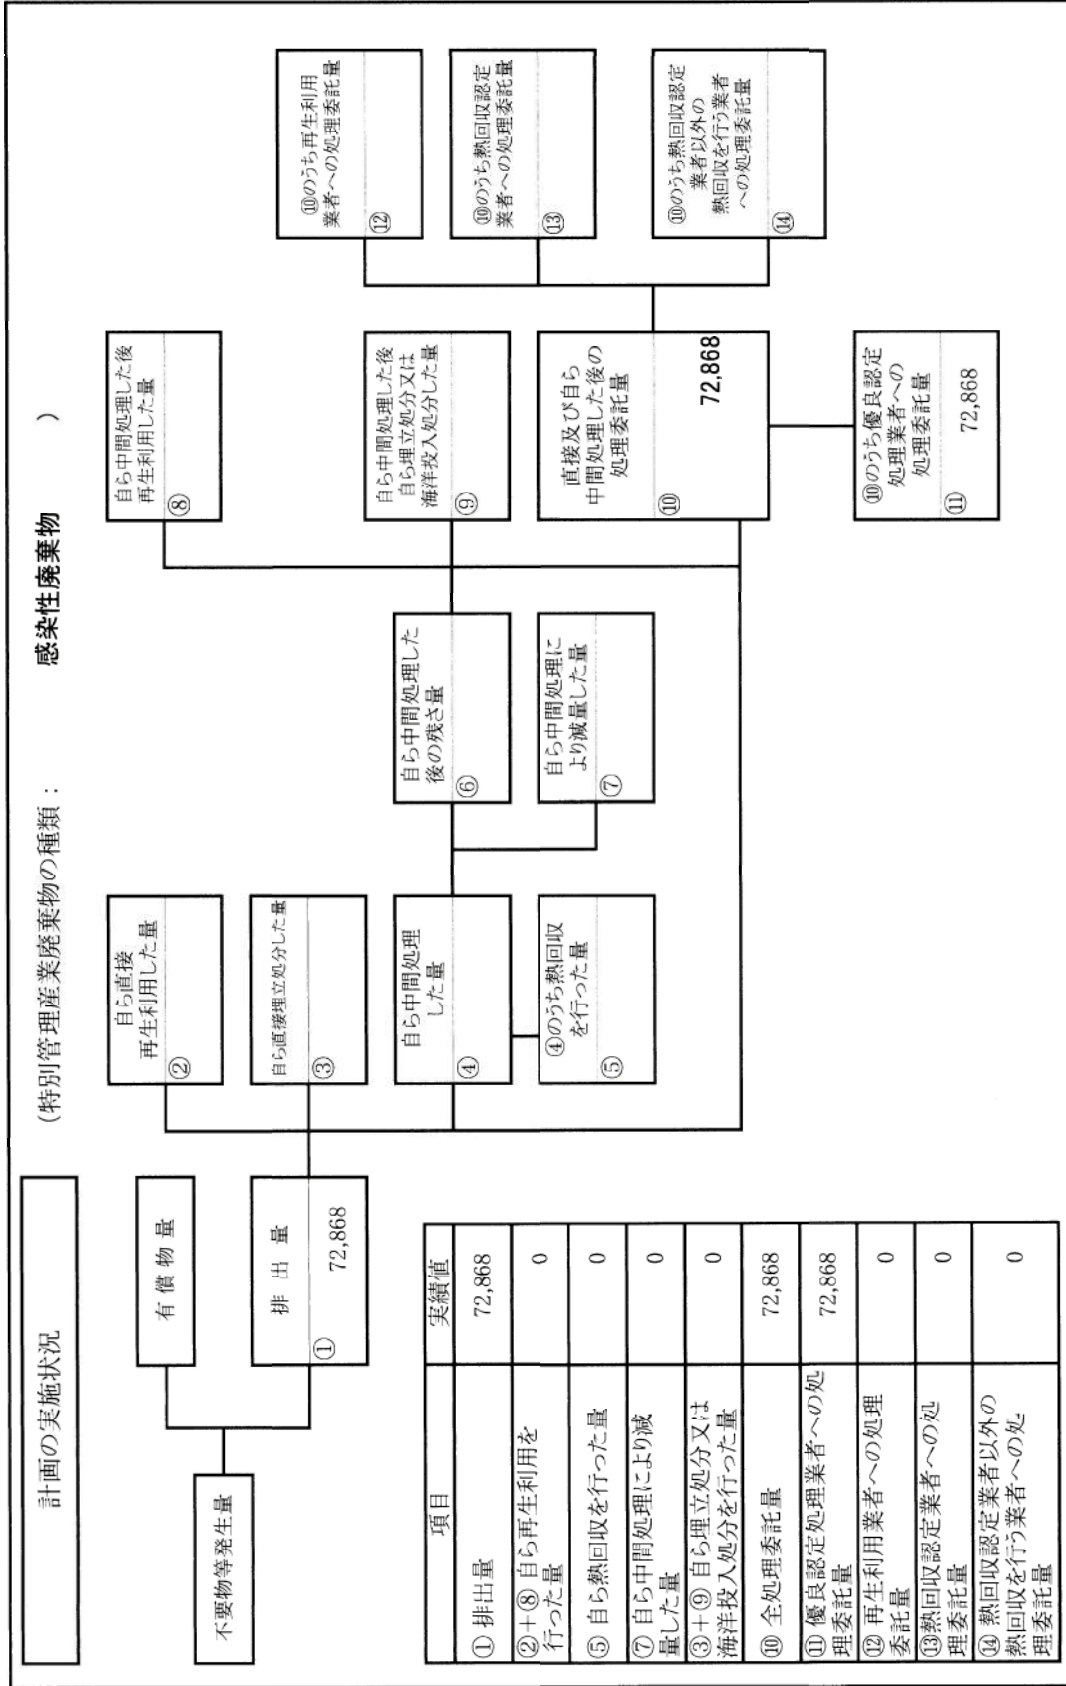 計画の実施状況
(特別管理産業廃棄物の種類： 感染性廃棄物 )
不要物等発生量
有償物量
排出量
①
72,868
自ら直接
再生利用した量
②
自ら直接埋立処分した量
③
自ら中間処理
した量
④
④のうち熱回収
を行った量
⑤
自ら中間処理した
後の残さ量
⑥
自ら中間処理に
より減量した量
⑦
自ら中間処理した後
再生利用した量
⑧
自ら中間処理した後
自ら埋立処分又は
海洋投入処分した量
⑨
直接及び自ら
中間処理した後の
処理委託量
⑩
72,868
⑩のうち優良認定
処理業者への
処理委託量
⑪
72,868
⑩のうち再生利用
業者への処理委託量
⑫
⑩のうち熱回収認定
業者への処理委託量
⑬
⑩のうち熱回収認定
業者以外の
熱回収を行う業者
への処理委託量
⑭
項目 実績値
①排出量 72,868
②＋⑧ 自ら再生利用を
行った量 0
⑤ 自ら熱回収を行った量 0
⑦ 自ら中間処理により減
量した量 0
③＋⑨ 自ら埋立処分又は
海洋投入処分を行った量 0
⑩ 全処理委託量 72,868
⑪ 優良認定処理業者への処
理委託量 72,868
⑫ 再生利用業者への処理
委託量 0
⑬熱回収認定業者への処
理委託量 0
⑭ 熱回収認定業者以外の
熱回収を行う業者への処
理委託量 0